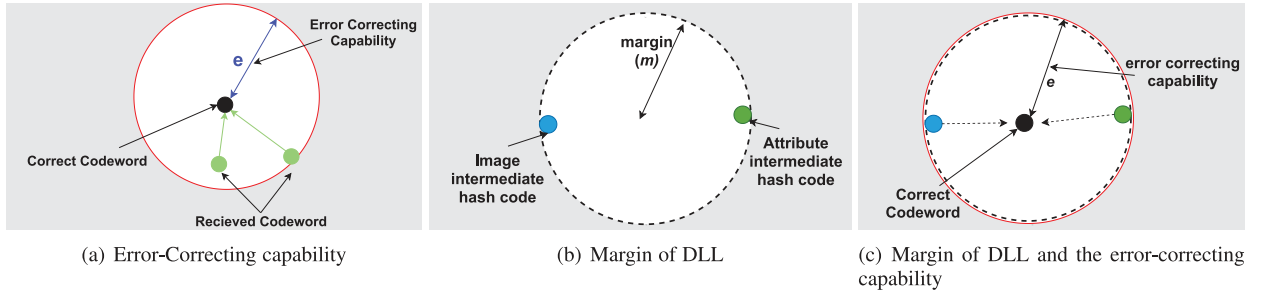 Error Correcting
Capability
e
Correct Codeword
Recieved Codeword
(a) Error-Correcting capability
margin
(m)
Image
intermediate
hash code
Attribute
intermediate
hash code
(b) Margin of DLL
error correcting
capability
e
Correct
Codeword
(c) Margin of DLL and the error-correcting
capability